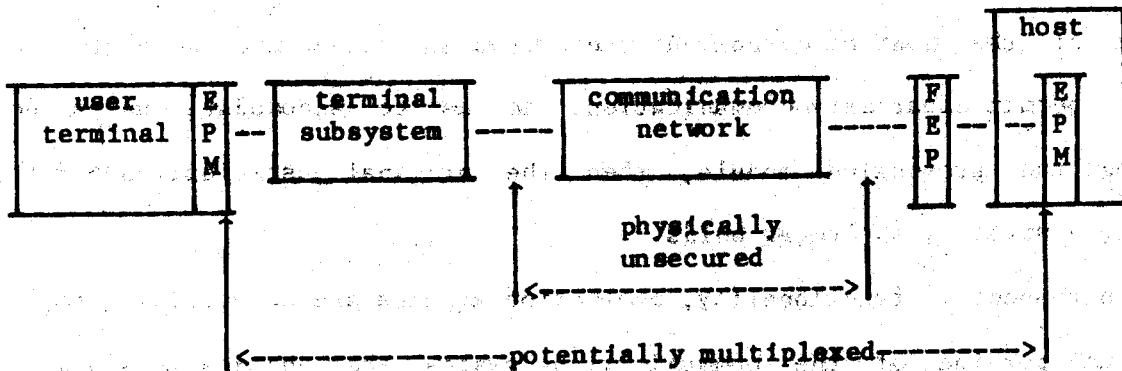 host
user E terminal communication F E
terminal P subsystem network E P
M P M
physically
unsecured
potentially multiplexed